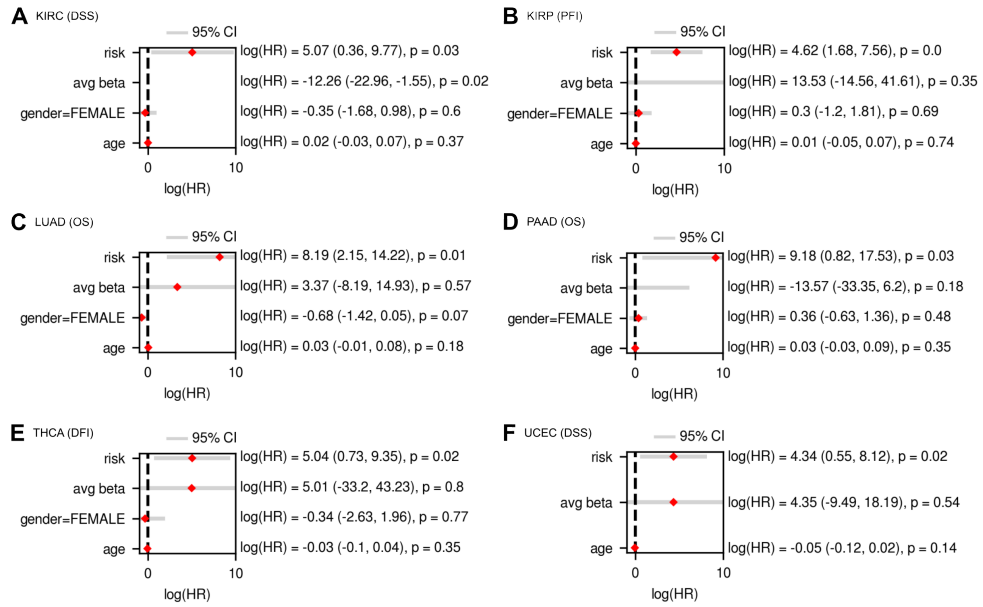 A KIRC (DSS)
95% CI
risk log(HR) = 5.07 (0.36, 9.77), p = 0.03
avg beta log(HR) = -12.26 (-22.96, -1.55), p = 0.02
gender=FEMALE log(HR) = -0.35 (-1.68, 0.98), p = 0.6
age log(HR) = 0.02 (-0.03, 0.07), p = 0.37
0 10
log(HR)
B KIRP (PFI)
95% CI
risk log(HR) = 4.62 (1.68, 7.56), p = 0.0
avg beta log(HR) = 13.53 (-14.56, 41.61), p = 0.35
gender=FEMALE log(HR) = 0.3 (-1.2, 1.81), p = 0.69
age log(HR) = 0.01 (-0.05, 0.07), p = 0.74
0 10
log(HR)
C LUAD (OS)
95% CI
risk log(HR) = 8.19 (2.15, 14.22), p = 0.01
avg beta log(HR) = 3.37 (-8.19, 14.93), p = 0.57
gender=FEMALE log(HR) = -0.68 (-1.42, 0.05), p = 0.07
age log(HR) = 0.03 (-0.01, 0.08), p = 0.18
0 10
log(HR)
D PAAD (OS)
95% CI
risk log(HR) = 9.18 (0.82, 17.53), p = 0.03
avg beta log(HR) = -13.57 (-33.35, 6.2), p = 0.18
gender=FEMALE log(HR) = 0.36 (-0.63, 1.36), p = 0.48
age log(HR) = 0.03 (-0.03, 0.09), p = 0.35
0 10
log(HR)
E THCA (DFI)
95% CI
risk log(HR) = 5.04 (0.73, 9.35), p = 0.02
avg beta log(HR) = 5.01 (-33.2, 43.23), p = 0.8
gender=FEMALE log(HR) = -0.34 (-2.63, 1.96), p = 0.77
age log(HR) = -0.03 (-0.1, 0.04), p = 0.35
0 10
log(HR)
F UCEC (DSS)
95% CI
risk log(HR) = 4.34 (0.55, 8.12), p = 0.02
avg beta log(HR) = 4.35 (-9.49, 18.19), p = 0.54
age log(HR) = -0.05 (-0.12, 0.02), p = 0.14
0 10
log(HR)